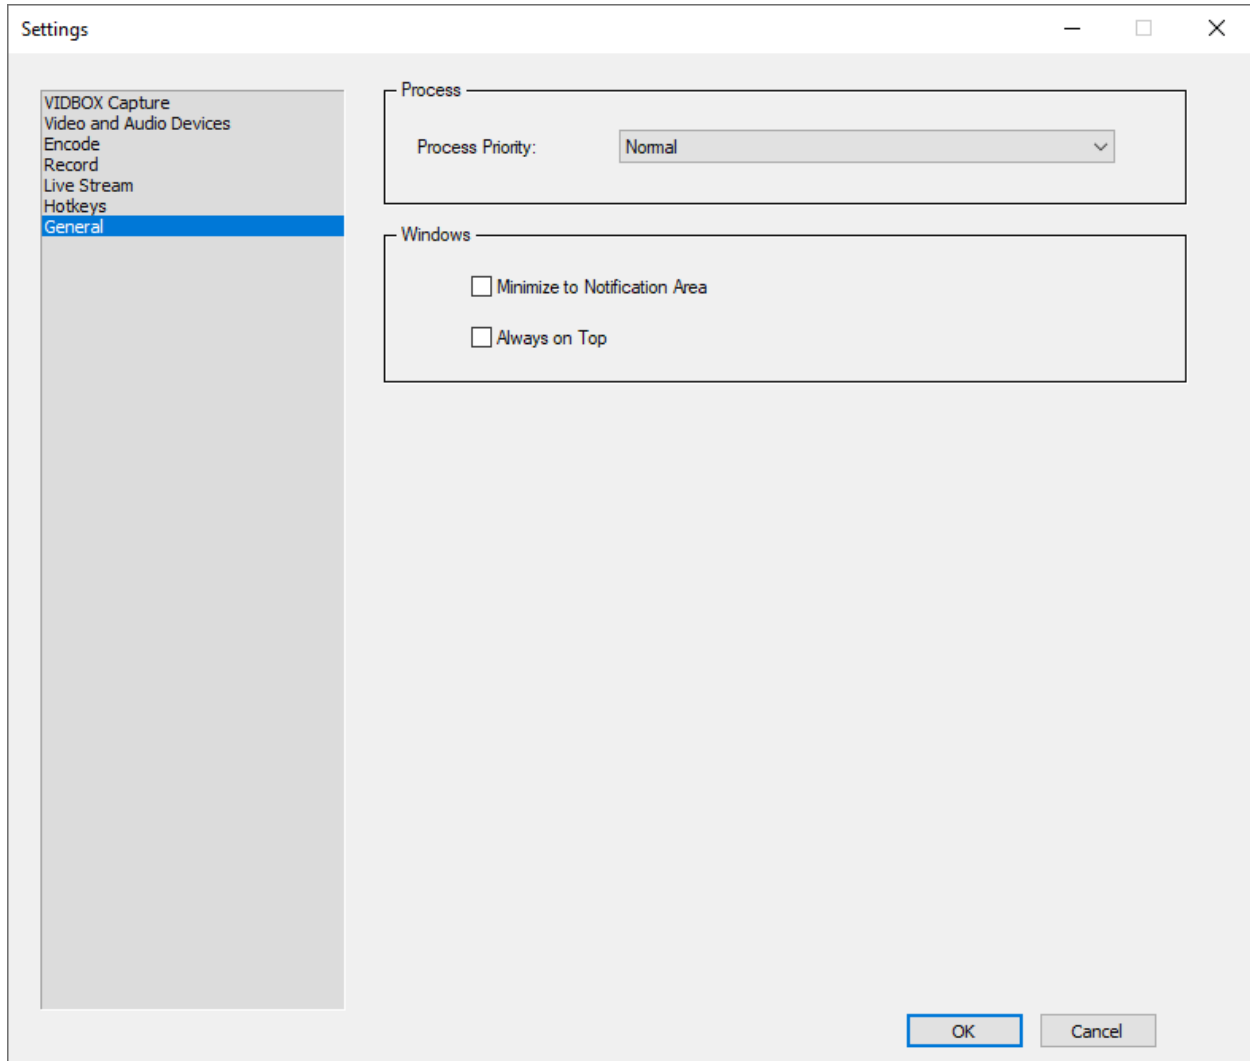 Settings
VIDBOX Capture
Video and Audio Devices
Encode
Record
Live Stream
Hotkeys
General
Process
Process Priority:
Normal
Windows
Minimize to Notification Area
Always on Top
OK
Cancel